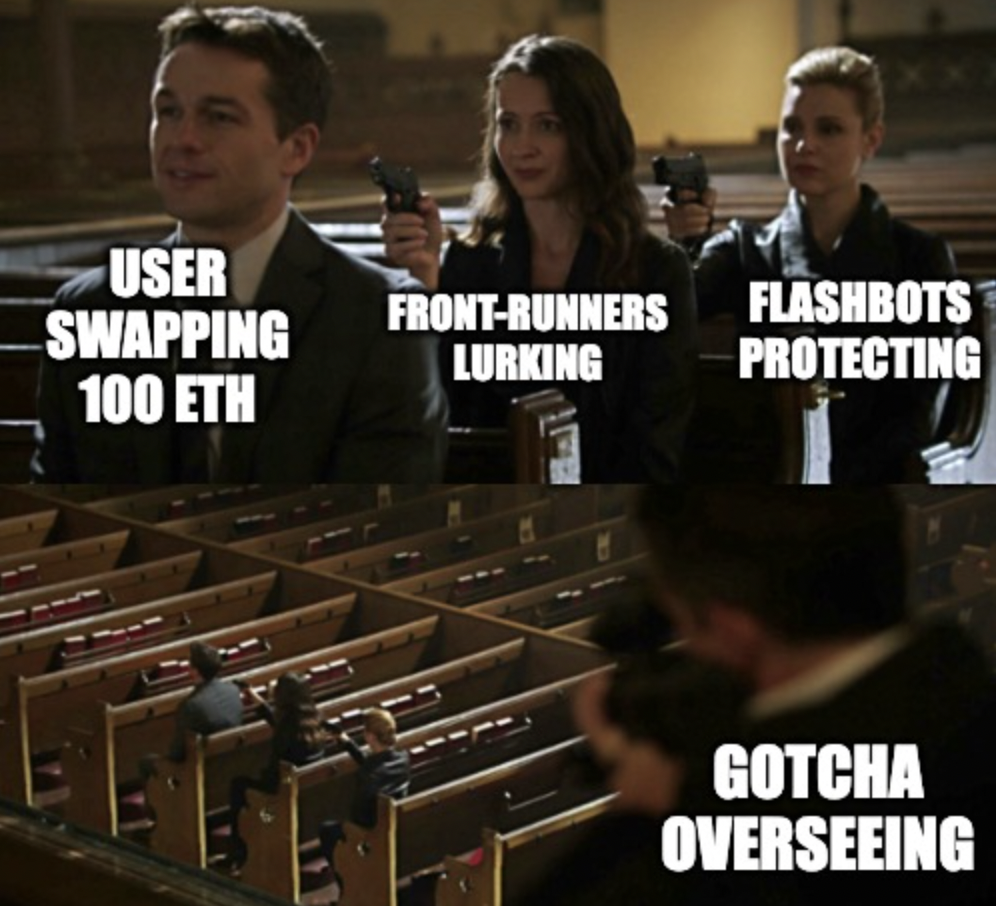 USER
SWAPPING
100 ETH
FRONT-RUNNERS
LURKING
FLASHBOTS
PROTECTING
GOTCHA
OVERSEEING